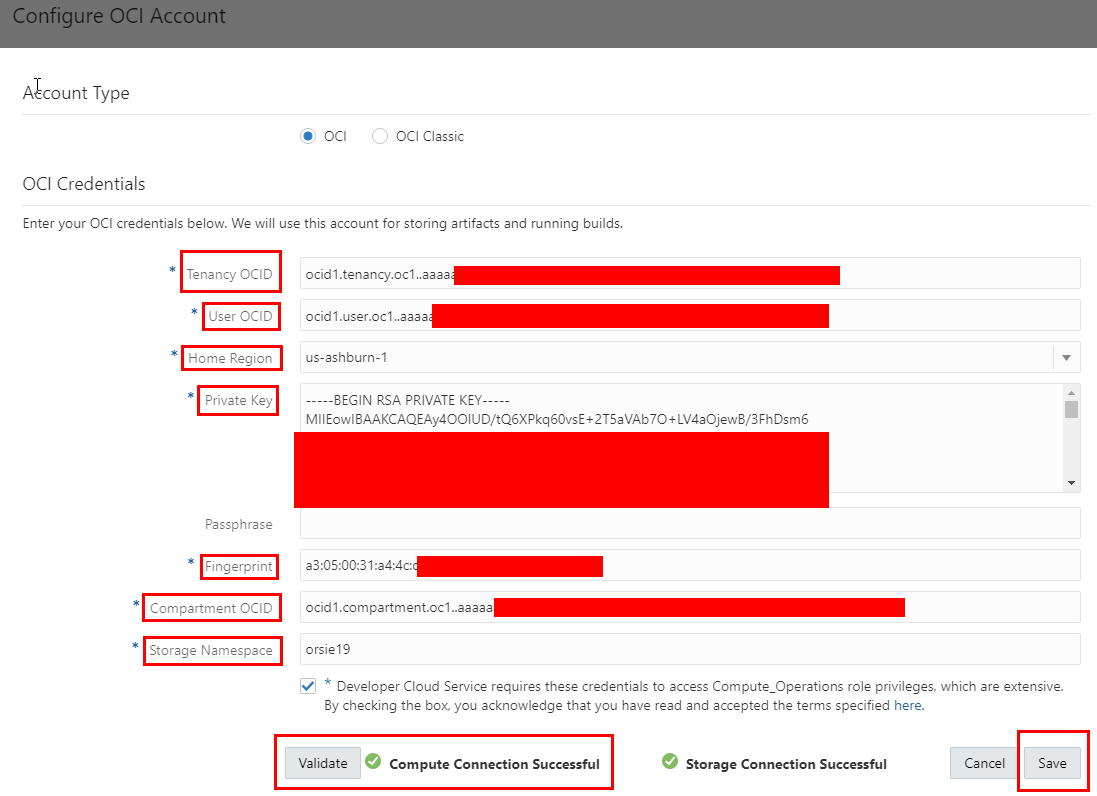 Configure OCI Account
Account Type
OCI
OCI Classic
OCI Credentials
Enter your OCI credentials below. We will use this account for storing artifacts and running builds.
* Tenancy OCID
ocid1.tenancy.oc1..aaaaa
* User OCID
ocid1.user.oc1..aaaaa
* Home Region
us-ashburn-1
* Private Key
-----BEGIN RSA PRIVATE KEY-----
MIIEowIBAAKCAQEAy4OOIUD/tQ6XPkq60vsE+2T5aVAb7O+LV4aOjewB/3FhDsm6
Passphrase
* Fingerprint
a3:05:00:31:a4:4c:c
* Compartment OCID
ocid1.compartment.oc1..aaaaa
* Storage Namespace
orsie19
* Developer Cloud Service requires these credentials to access Compute_Operations role privileges, which are extensive.
By checking the box, you acknowledge that you have read and accepted the terms specified here.
Validate
Compute Connection Successful
Storage Connection Successful
Cancel
Save